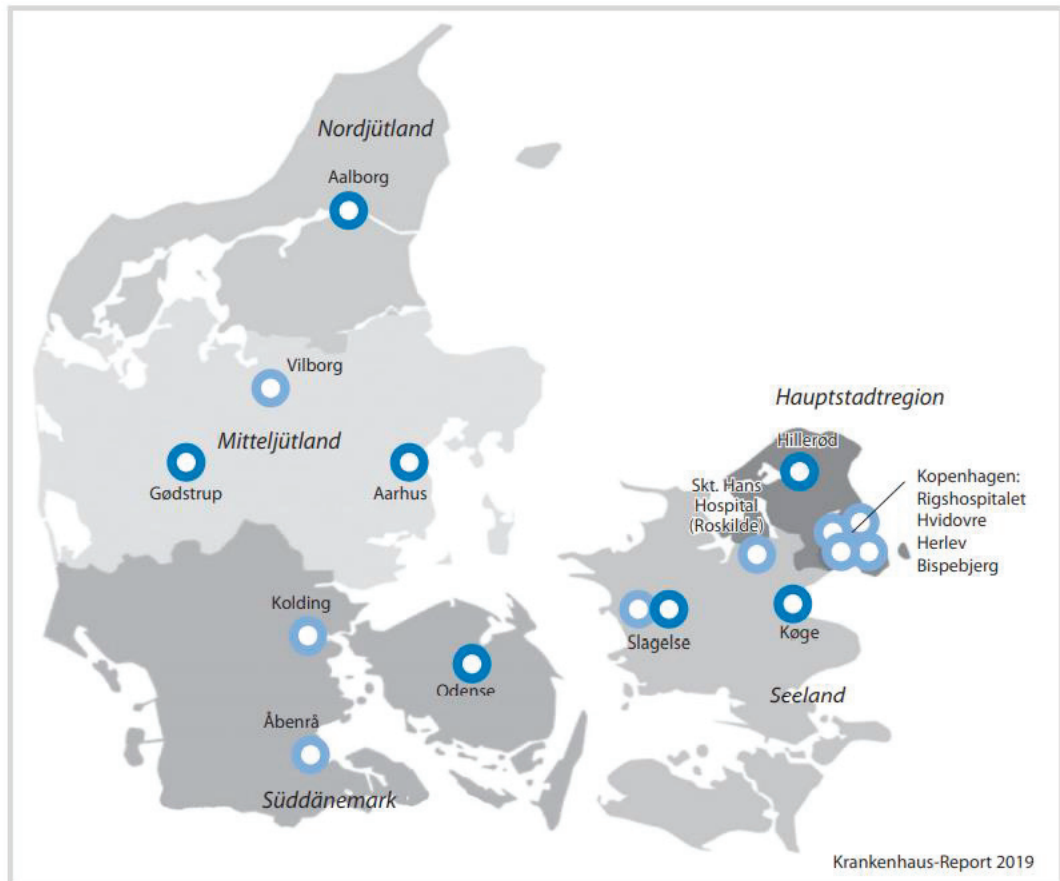 Nordjütland
Aalborg
Vilborg
Mitteljütland
Gødstrup
Aarhus
Kolding
Odense
Åbenrå
Süddänemark
Hauptstadtregion
Hillerød
Skt. Hans
Hospital
(Roskilde)
Kopenhagen:
Rigshospitalet
Hvidovre
Herlev
Bispebjerg
Slagelse
Køge
Seeland
Krankenhaus-Report 2019